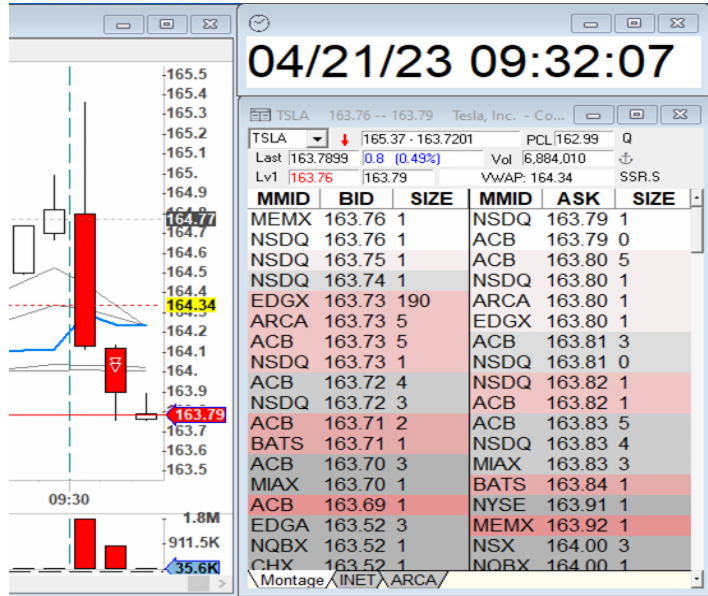 04/21/23 09:32:07
TSLA 163.76 -- 163.79 Tesla, Inc. - Co...
TSLA 165.37 - 163.7201 PCL 162.99 Q
Last 163.7899 0.8 (0.49%) Vol 6,884,010
Lv1 163.76 163.79 VWAP: 164.34 SSR.S
MMID BID SIZE MMID ASK SIZE
MEMX 163.76 1 NSDQ 163.79 1
NSDQ 163.76 1 ACB 163.79 0
NSDQ 163.75 1 ACB 163.80 5
NSDQ 163.74 1 NSDQ 163.80 1
EDGX 163.73 190 ARCA 163.80 1
ARCA 163.73 5 EDGX 163.80 1
ACB 163.73 5 ACB 163.81 3
NSDQ 163.73 1 NSDQ 163.81 0
ACB 163.72 4 NSDQ 163.82 1
NSDQ 163.72 3 ACB 163.82 1
ACB 163.71 2 ACB 163.83 5
BATS 163.71 1 NSDQ 163.83 4
ACB 163.70 3 MIAX 163.83 3
MIAX 163.70 1 BATS 163.84 1
ACB 163.69 1 NYSE 163.91 1
EDGA 163.52 3 MEMX 163.92 1
NQBX 163.52 1 NSX 164.00 3
CHX 163.52 1 NQBX 164.00 1
Montage INET ARCA
165.5
165.4
165.3
165.2
165.1
165.
164.9
164.77
164.7
164.6
164.5
164.4
164.34
164.2
164.1
164.
163.9
163.79
163.7
163.6
163.5
09:30
1.8M
911.5K
35.6K